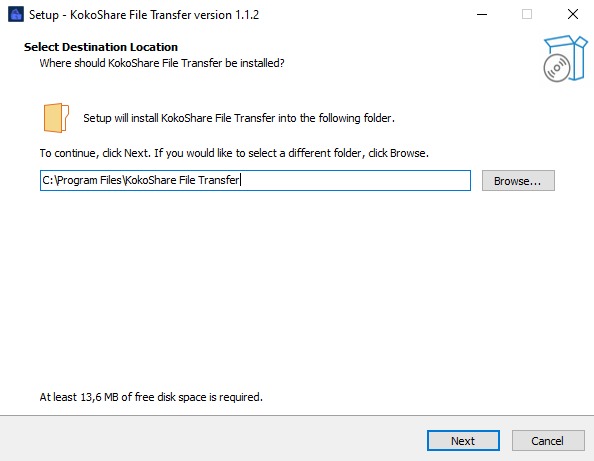 Setup - KokoShare File Transfer version 1.1.2
Select Destination Location
Where should KokoShare File Transfer be installed?
Setup will install KokoShare File Transfer into the following folder.
To continue, click Next. If you would like to select a different folder, click Browse.
C:\Program Files\KokoShare File Transfer
Browse...
At least 13,6 MB of free disk space is required.
Next
Cancel